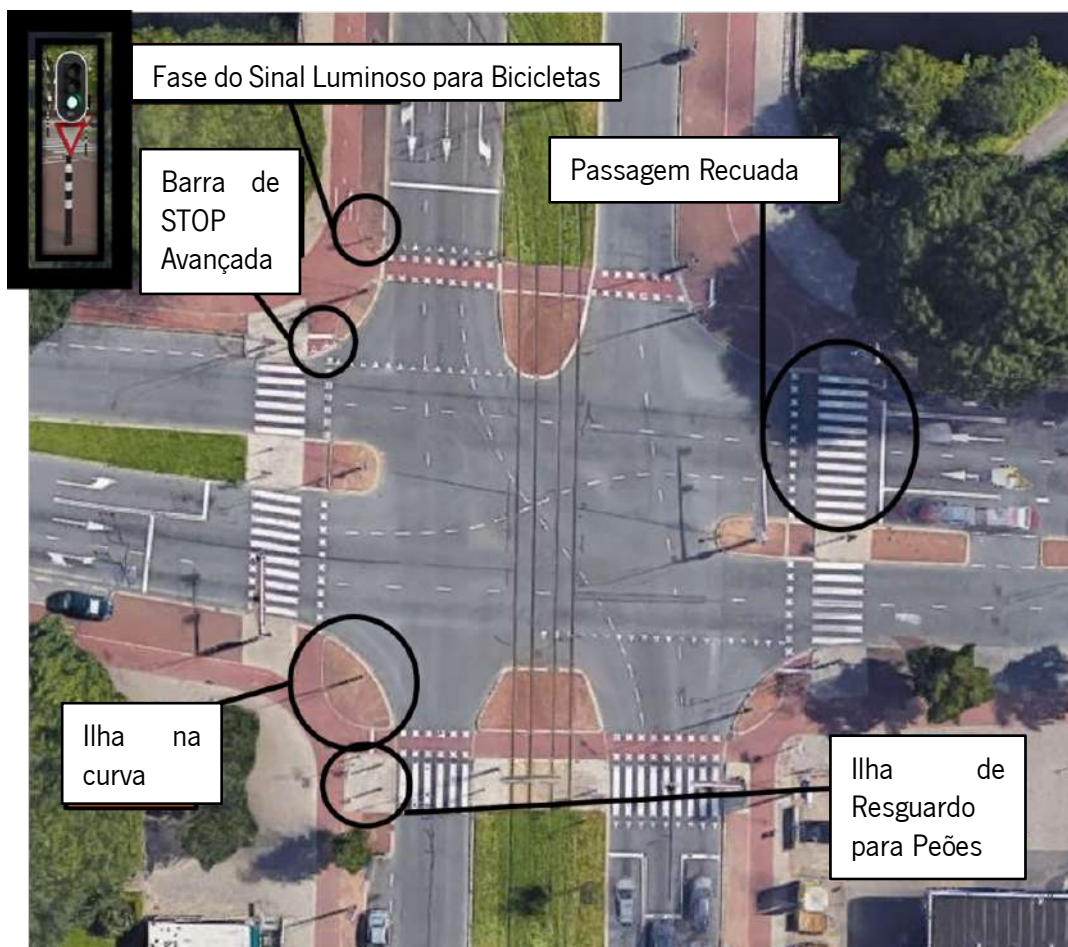 Fase do Sinal Luminoso para Bicicletas
Barra de
STOP
Avançada
Passagem Recuada
Ilha na
curva
Ilha de
Resguardo
para Peões